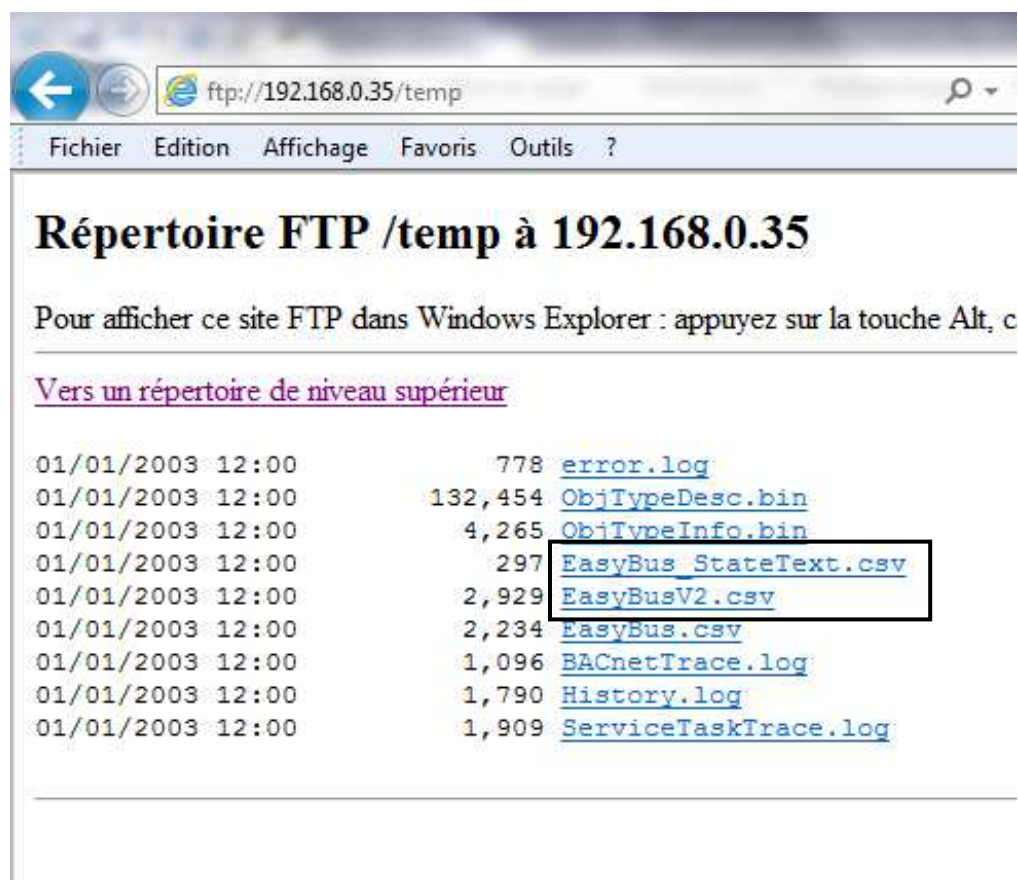 ftp://192.168.0.35/temp
Fichier Edition Affichage Favoris Outils ?
Répertoire FTP /temp à 192.168.0.35
Pour afficher ce site FTP dans Windows Explorer : appuyez sur la touche Alt, c
Vers un répertoire de niveau supérieur
01/01/2003 12:00 778 error.log
01/01/2003 12:00 132,454 ObjTypeDesc.bin
01/01/2003 12:00 4,265 ObjTypeInfo.bin
01/01/2003 12:00 297 EasyBus_StateText.csv
01/01/2003 12:00 2,929 EasyBusV2.csv
01/01/2003 12:00 2,234 EasyBus.csv
01/01/2003 12:00 1,096 BACnetTrace.log
01/01/2003 12:00 1,790 History.log
01/01/2003 12:00 1,909 ServiceTaskTrace.log